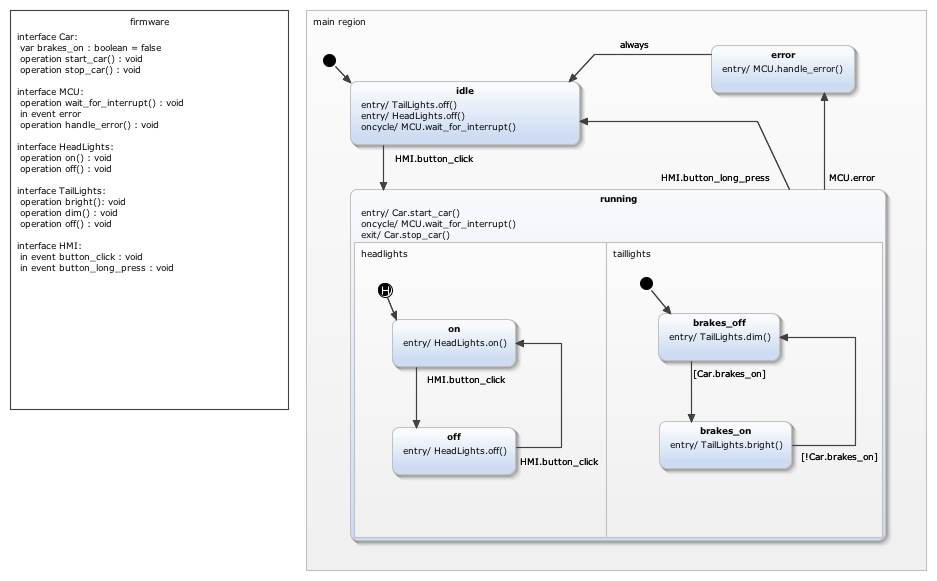 firmware
interface Car:
var brakes_on : boolean = false
operation start_car() : void
operation stop_car() : void
interface MCU:
operation wait_for_interrupt() : void
in event error
operation handle_error() : void
interface HeadLights:
operation on() : void
operation off() : void
interface TailLights:
operation bright(): void
operation dim() : void
operation off() : void
interface HMI:
in event button_click : void
in event button_long_press : void
main region
always
error
entry/ MCU.handle_error()
idle
entry/ TailLights.off()
entry/ HeadLights.off()
oncycle/ MCU.wait_for_interrupt()
HMI.button_click
HMI.button_long_press
MCU.error
running
entry/ Car.start_car()
oncycle/ MCU.wait_for_interrupt()
exit/ Car.stop_car()
headlights
H
on
entry/ HeadLights.on()
HMI.button_click
off
entry/ HeadLights.off()
HMI.button_click
taillights
brakes_off
entry/ TailLights.dim()
[Car.brakes_on]
brakes_on
entry/ TailLights.bright()
[!Car.brakes_on]